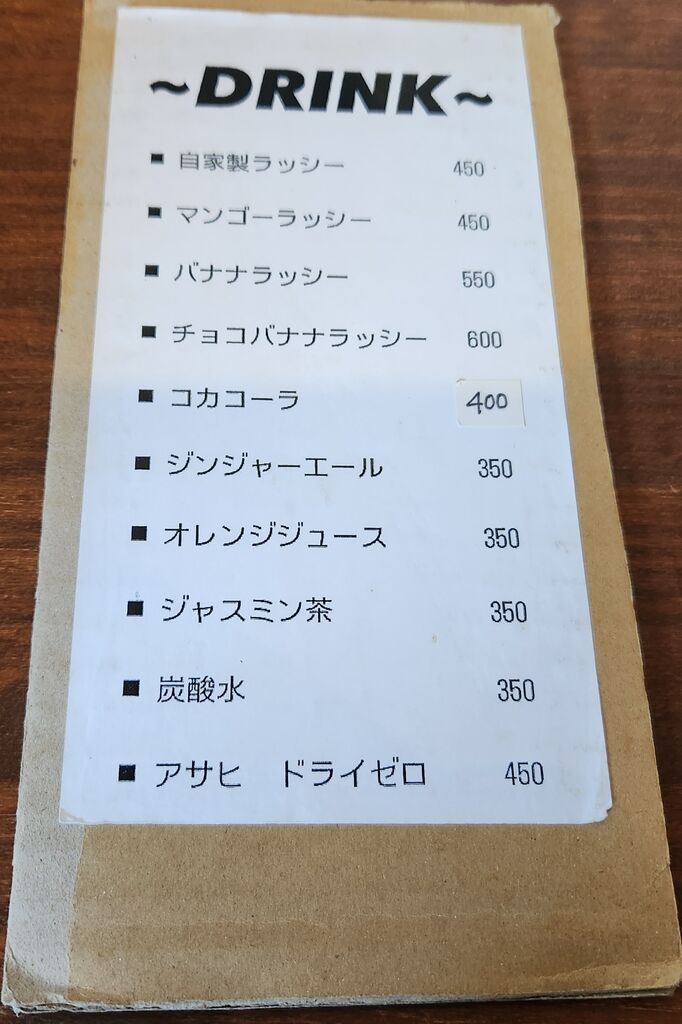 ~DRINK~
■ 自家製ラッシー 450
■ マンゴーラッシー 450
■ バナナラッシー 550
■ チョコバナナラッシー 600
■ コカコーラ 400
■ ジンジャーエール 350
■ オレンジジュース 350
■ ジャスミン茶 350
■ 炭酸水 350
■ アサヒ　ドライゼロ 450